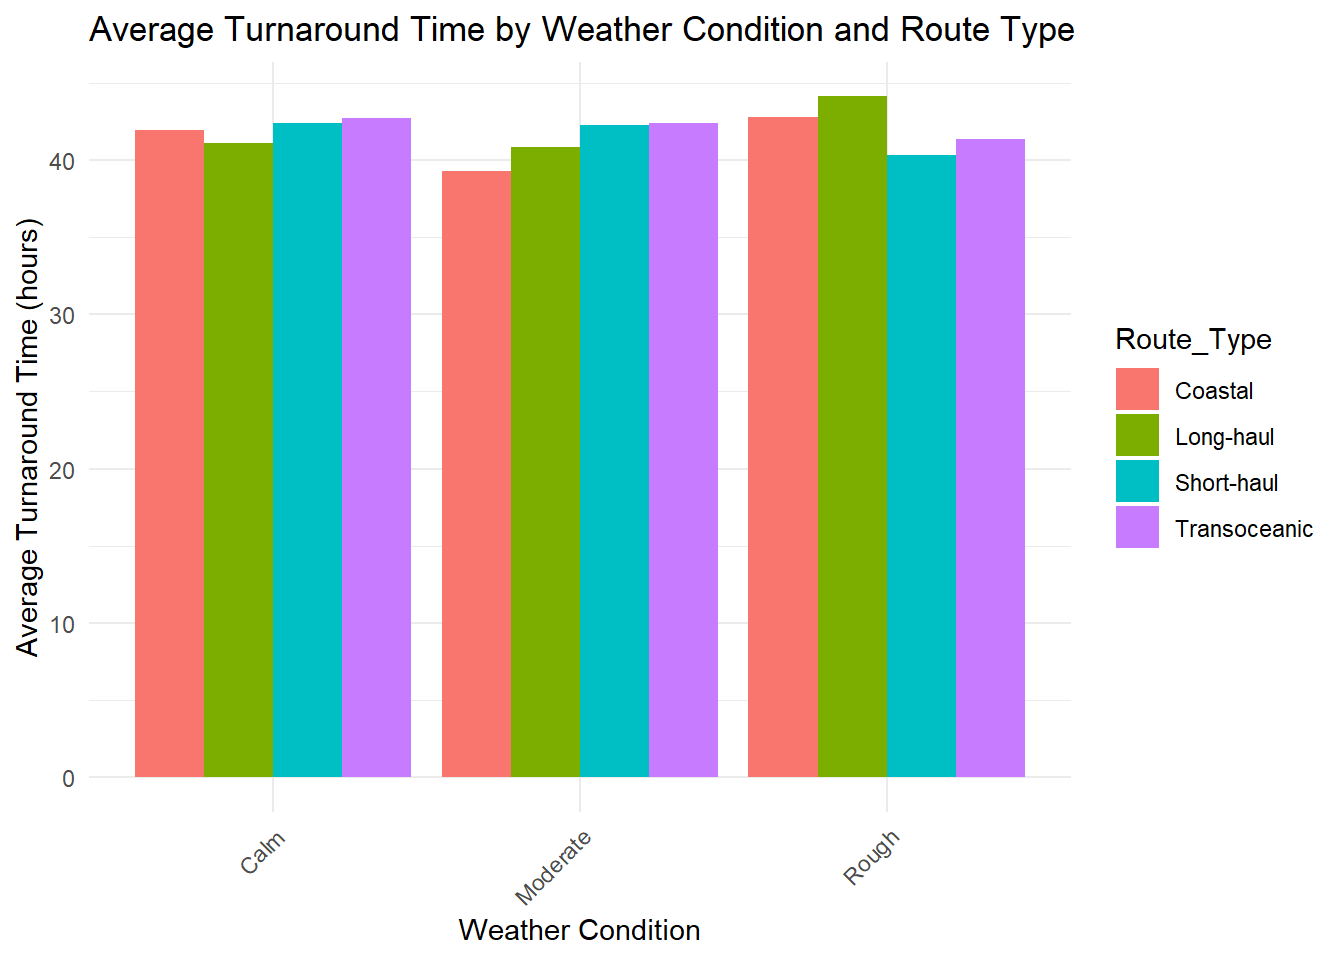 Average Turnaround Time by Weather Condition and Route Type
Average Turnaround Time (hours)
40
30
20
10
0
Calm
Moderate
Rough
Weather Condition
Route_Type
Coastal
Long-haul
Short-haul
Transoceanic